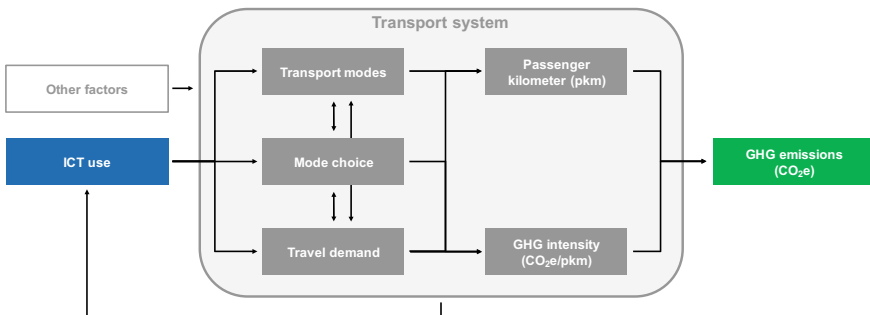 Transport system
Other factors
ICT use
Transport modes
Mode choice
Travel demand
Passenger
kilometer (pkm)
GHG intensity
(CO₂e/pkm)
GHG emissions
(CO₂e)